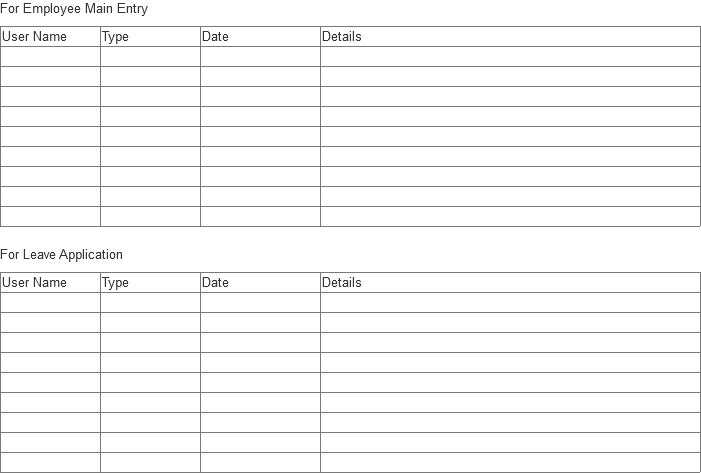 For Employee Main Entry
User Name Type Date Details
For Leave Application
User Name Type Date Details